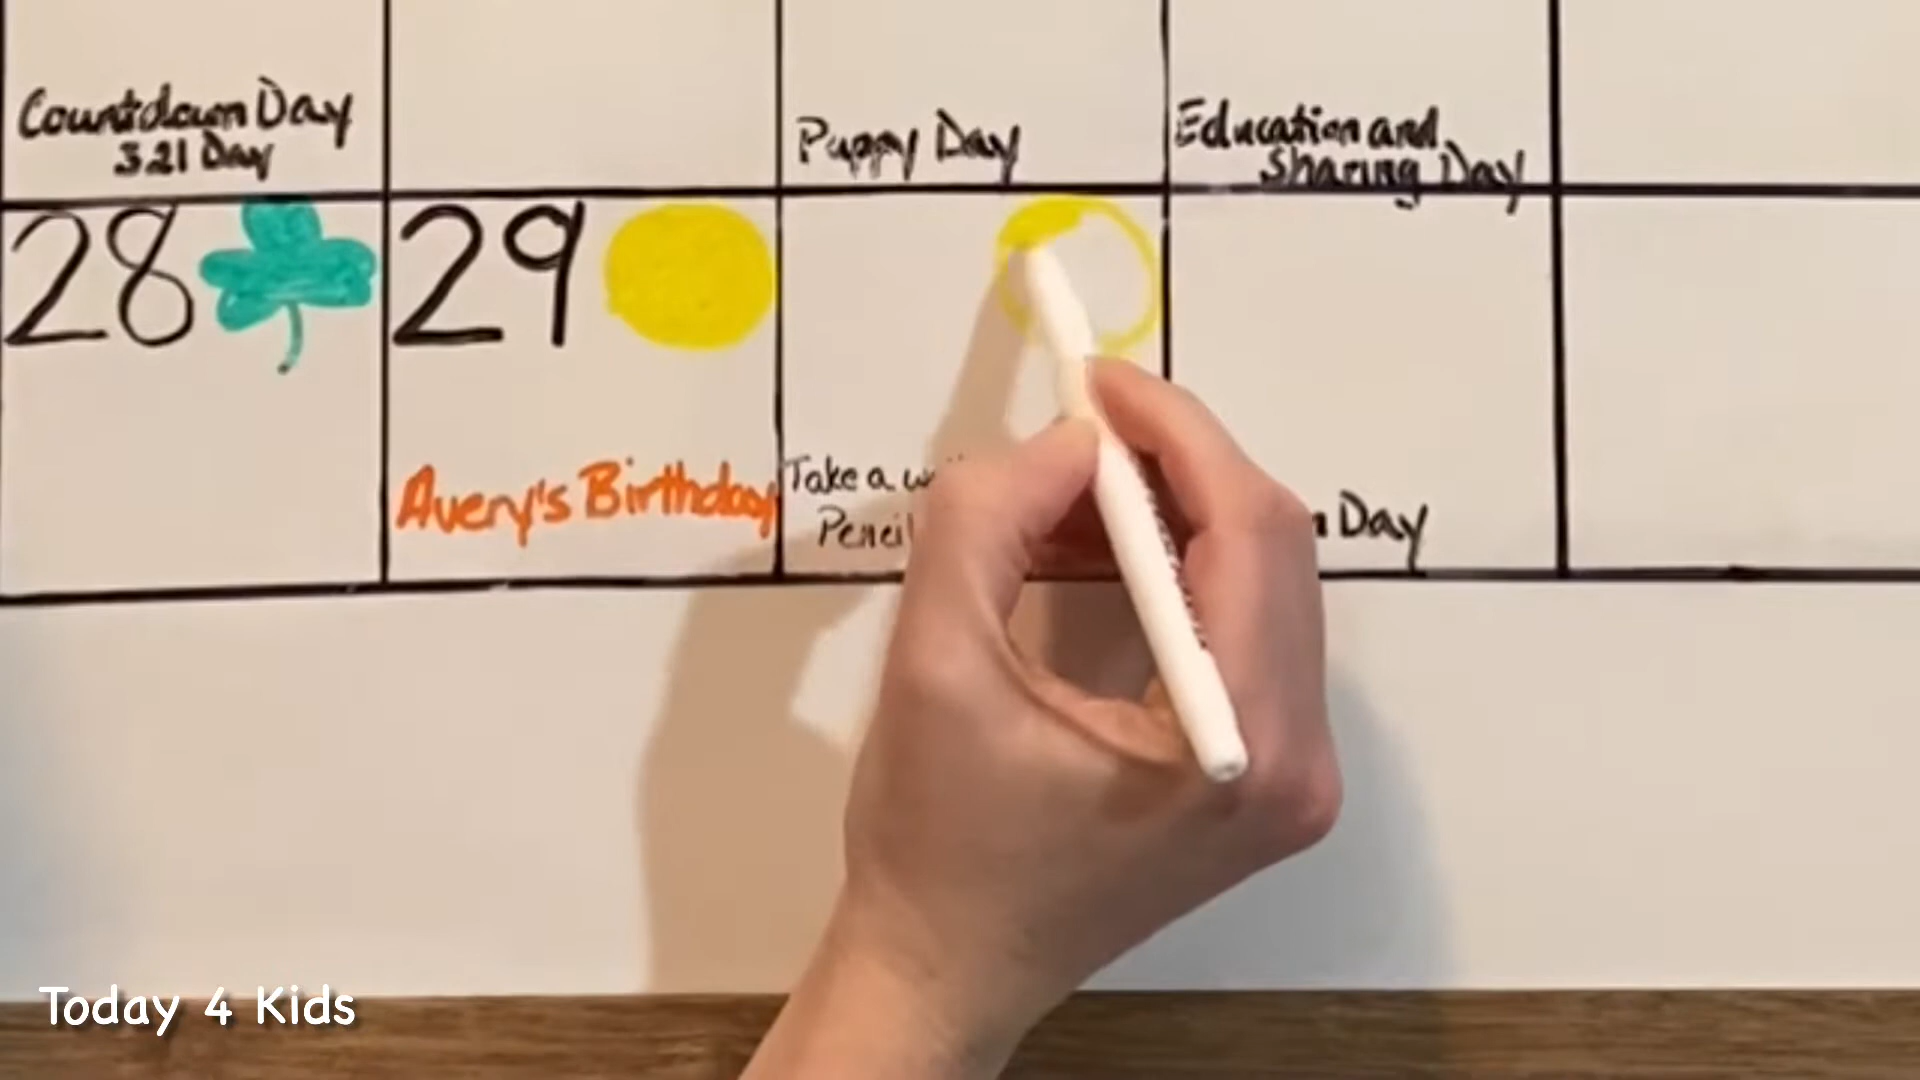 Countdown Day
321 Day
Puppy Day
Education and
Sharing Day
28
29
Avery's Birthday
Take a
Pencil
Day
Today 4 Kids